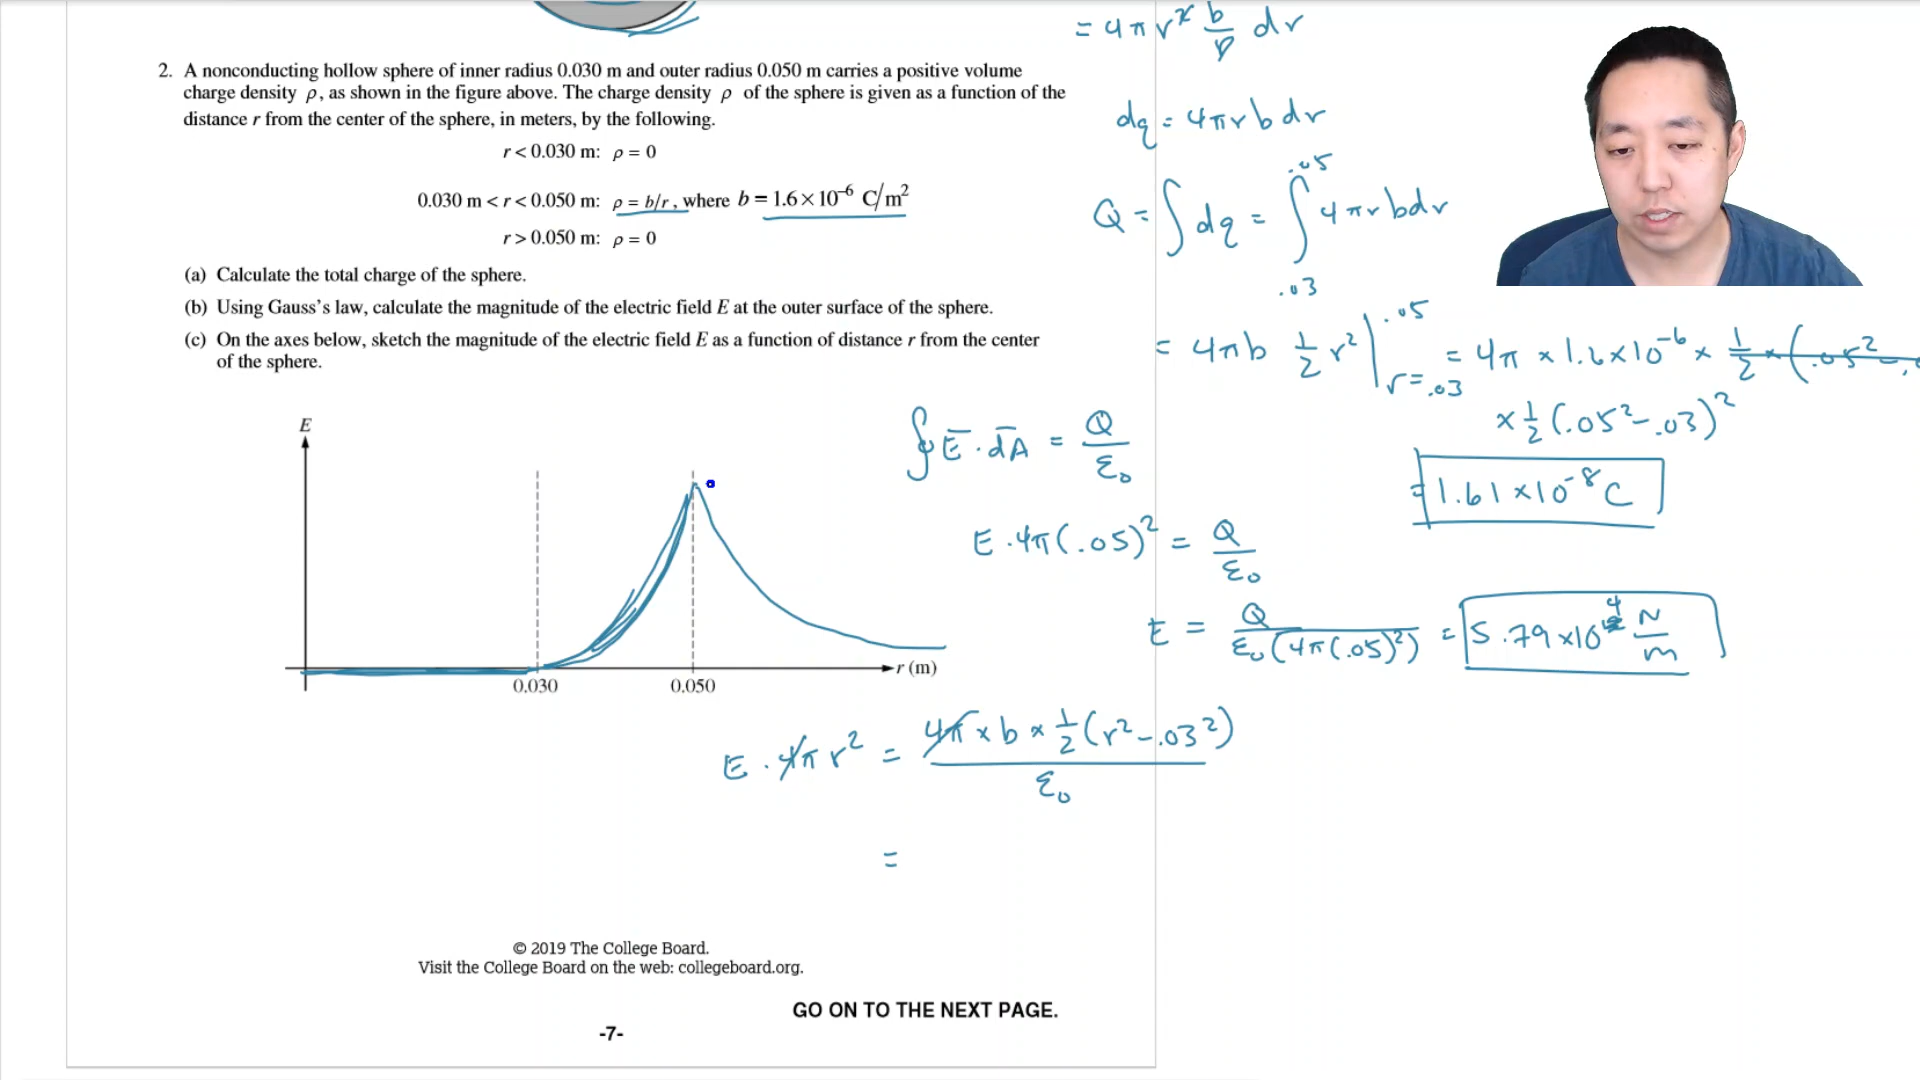 2. A nonconducting hollow sphere of inner radius 0.030 m and outer radius 0.050 m carries a positive volume
charge density ρ, as shown in the figure above. The charge density ρ of the sphere is given as a function of the
distance r from the center of the sphere, in meters, by the following.
r < 0.030 m: ρ = 0
0.030 m < r < 0.050 m: ρ = b/r, where b = 1.6×10⁻⁶ C/m²
r > 0.050 m: ρ = 0
(a) Calculate the total charge of the sphere.
(b) Using Gauss's law, calculate the magnitude of the electric field E at the outer surface of the sphere.
(c) On the axes below, sketch the magnitude of the electric field E as a function of distance r from the center
of the sphere.
E
r (m)
0.030
0.050
= 4πr² b/r dr
dq = 4πrbdr
Q = ∫dq = ∫ .05 .03 4πrbdr
= 4πb ½ r² | .05 r=.03 = 4π × 1.6×10⁻⁶ ×
× ½ (.05² - .03)²
= 1.61 ×10⁻⁸ C
∮ E · dA = Q/ε₀
E · 4π(.05)² = Q/ε₀
E = Q/ε₀(4π(.05)²) = 5.79 ×10⁴ N/m
E · 4πr² = 4π × b × ½ (r² - .03²)/ε₀
=
© 2019 The College Board.
Visit the College Board on the web: collegeboard.org.
GO ON TO THE NEXT PAGE.
-7-